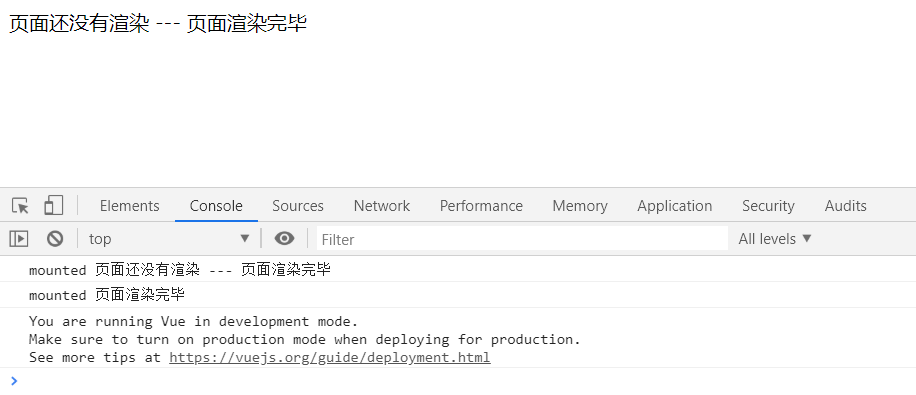 页面还没有渲染 --- 页面渲染完毕
Elements Console Sources Network Performance Memory Application Security Audits
top Filter All levels
mounted 页面还没有渲染 --- 页面渲染完毕
mounted 页面渲染完毕
You are running Vue in development mode.
Make sure to turn on production mode when deploying for production.
See more tips at https://vuejs.org/guide/deployment.html